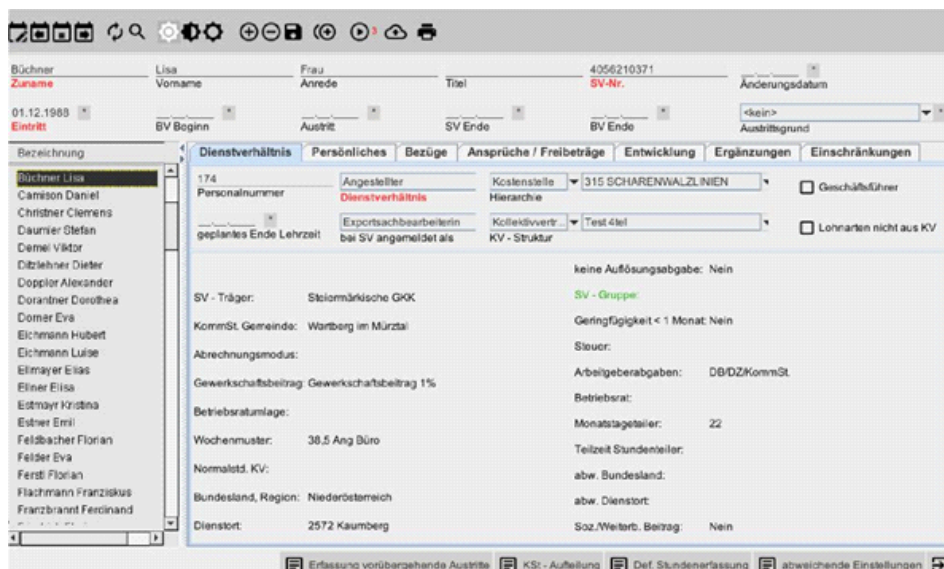 3
Büchner Lisa Frau 4056210371
Zuname Vorname Anrede Titel SV-Nr. Änderungsdatum
01.12.1988 <kein>
Eintritt BV Beginn Austritt SV Ende BV Ende Austrittsgrund
Bezeichnung
Büchner Lisa
Camison Daniel
Christner Clemens
Daumier Stefan
Demel Viktor
Ditzlehner Dieter
Doppler Alexander
Dorantner Dorothea
Dorner Eva
Eichmann Hubert
Eichmann Luise
Ellmayer Elias
Ellner Elisa
Estmayr Kristina
Estner Emil
Feldbacher Florian
Felder Eva
Ferstl Florian
Flachmann Franziskus
Franzbrannt Ferdinand
Dienstverhältnis Persönliches Bezüge Ansprüche / Freibeträge Entwicklung Ergänzungen Einschränkungen
174 Angestellter Kostenstelle 315 SCHARENWALZLINIEN Geschäftsführer
Personalnummer Dienstverhältnis Hierarchie
Exportsachbearbeiterin Kollektivvertr... Test 4tel Lohnarten nicht aus KV
geplantes Ende Lehrzeit bei SV angemeldet als KV - Struktur
keine Auflösungsabgabe: Nein
SV - Träger: Steiermärkische GKK SV - Gruppe:
KommSt. Gemeinde: Wartberg im Mürztal Geringfügigkeit < 1 Monat: Nein
Abrechnungsmodus: Steuer:
Gewerkschaftsbeitrag: Gewerkschaftsbeitrag 1% Arbeitgeberabgaben: DB/DZ/KommSt.
Betriebsratumlage: Betriebsrat:
Wochenmuster: 38,5 Ang Büro Monatstageteiler: 22
Normalstd. KV: Teilzeit Stundenteiler:
Bundesland, Region: Niederösterreich abw. Bundesland:
Dienstort: 2572 Kaumberg abw. Dienstort:
Soz./Weiterb. Beitrag: Nein
Erfassung vorübergehende Austritte KSt - Aufteilung Def. Stundenerfassung abweichende Einstellungen